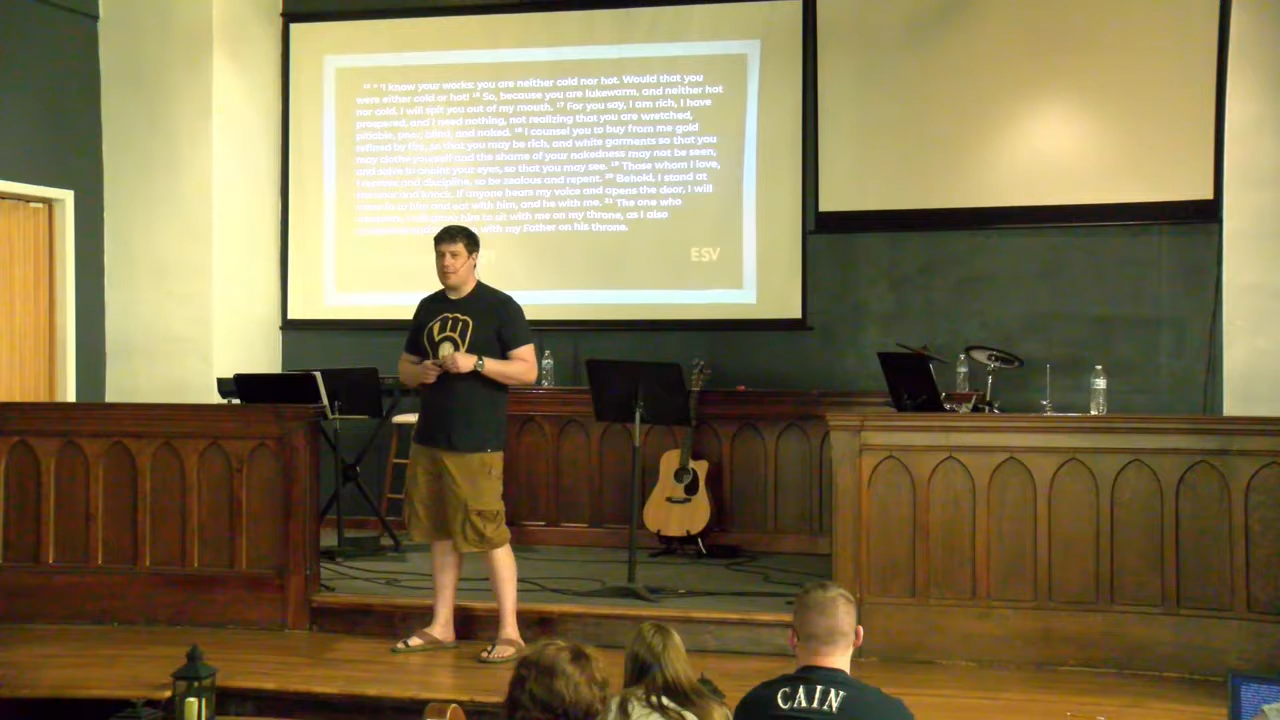 ¹⁵ " 'I know your works: you are neither cold nor hot. Would that you
were either cold or hot! ¹⁶ So, because you are lukewarm, and neither hot
nor cold, I will spit you out of my mouth. ¹⁷ For you say, I am rich, I have
prospered, and I need nothing, not realizing that you are wretched,
pitiable, poor, blind, and naked. ¹⁸ I counsel you to buy from me gold
refined by fire, so that you may be rich, and white garments so that you
may clothe yourself and the shame of your nakedness may not be seen,
and salve to anoint your eyes, so that you may see. ¹⁹ Those whom I love,
I reprove and discipline, so be zealous and repent. ²⁰ Behold, I stand at
the door and knock. If anyone hears my voice and opens the door, I will
come in to him and eat with him, and he with me. ²¹ The one who
him to sit with me on my throne, as I also
with my Father on his throne.
ESV
CAIN